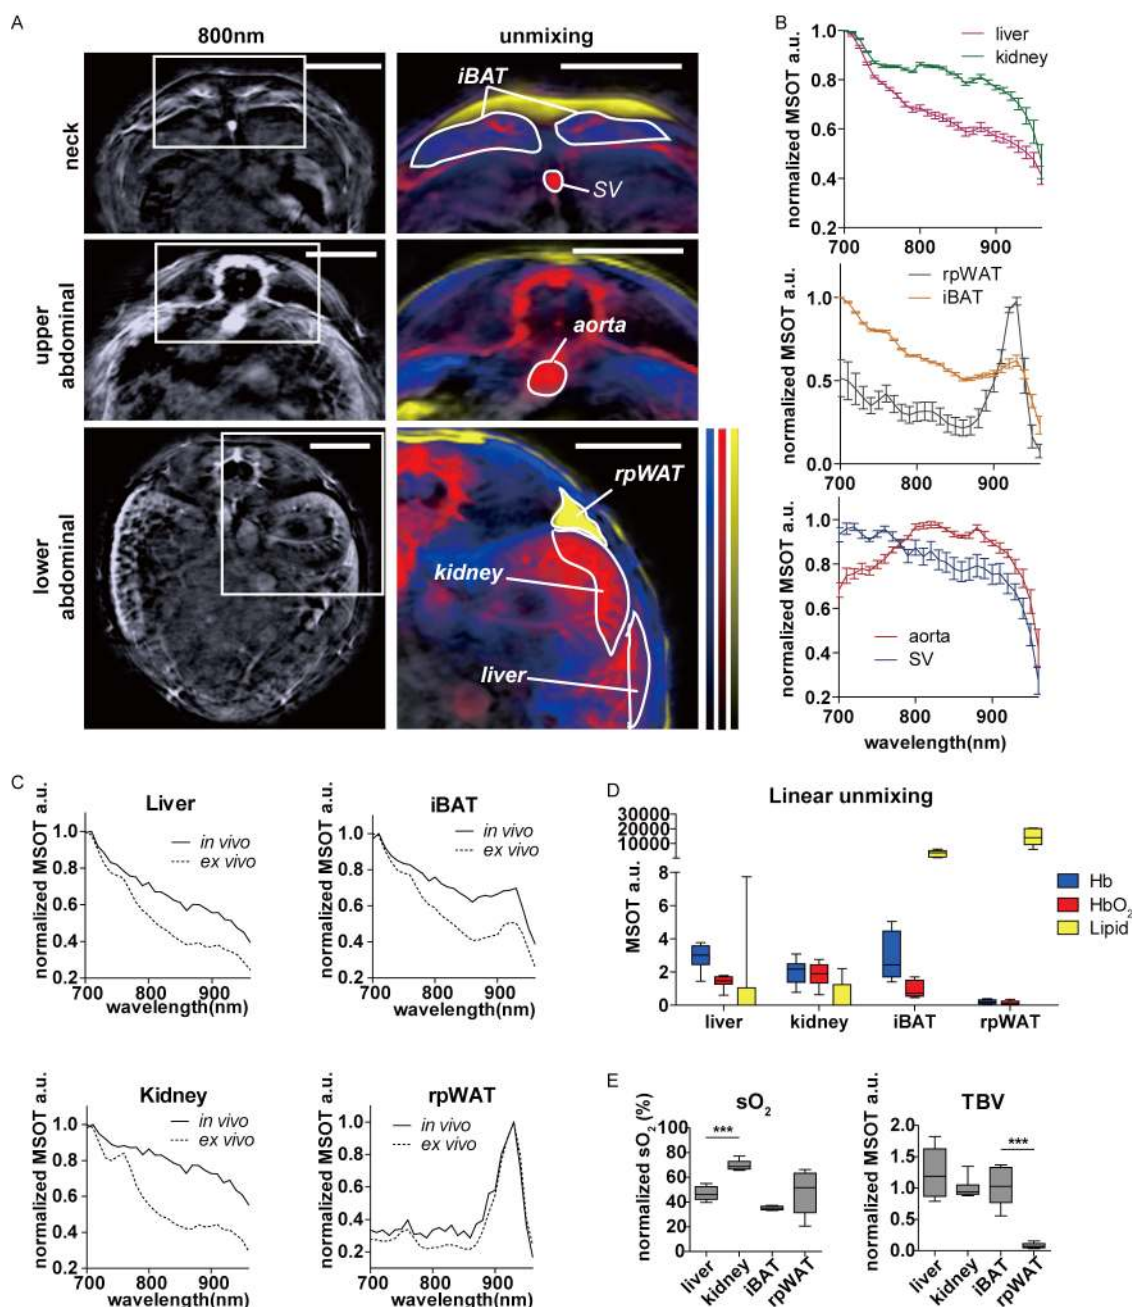 A
800nm
unmixing
neck
iBAT
SV
upper
abdominal
aorta
lower
abdominal
rpWAT
kidney
liver
B
normalized MSOT a.u.
1.0
0.8
0.6
0.4
0.2
700
800
900
liver
kidney
normalized MSOT a.u.
1.0
0.5
0.0
700
800
900
rpWAT
iBAT
normalized MSOT a.u.
1.0
0.8
0.6
0.4
0.2
700
800
900
aorta
SV
wavelength(nm)
C
Liver
normalized MSOT a.u.
1.0
0.8
0.6
0.4
0.2
700
800
900
wavelength(nm)
in vivo
ex vivo
iBAT
normalized MSOT a.u.
1.0
0.8
0.6
0.4
0.2
700
800
900
wavelength(nm)
in vivo
ex vivo
Kidney
normalized MSOT a.u.
1.0
0.8
0.6
0.4
0.2
700
800
900
wavelength(nm)
in vivo
ex vivo
rpWAT
normalized MSOT a.u.
1.0
0.8
0.6
0.4
0.2
700
800
900
wavelength(nm)
in vivo
ex vivo
D
Linear unmixing
MSOT a.u.
30000
20000
10000
8
6
4
2
0
liver
kidney
iBAT
rpWAT
Hb
HbO2
Lipid
E
sO2
normalized sO2 (%)
100
80
60
40
20
0
***
liver
kidney
iBAT
rpWAT
TBV
normalized MSOT a.u.
2.0
1.5
1.0
0.5
0.0
***
liver
kidney
iBAT
rpWAT